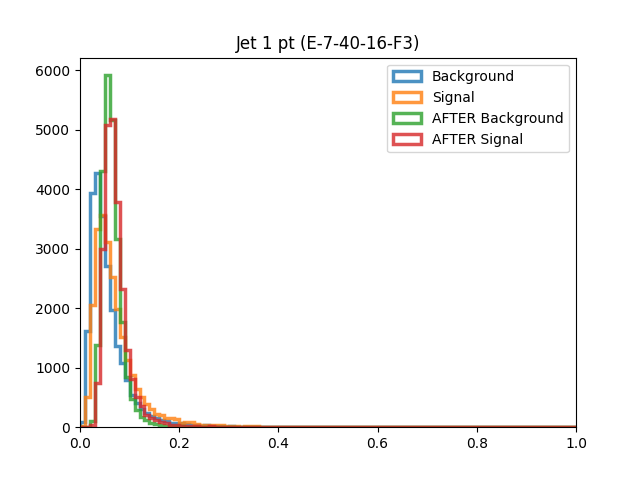 Jet 1 pt (E-7-40-16-F3)
6000
5000
4000
3000
2000
1000
0
0.0 0.2 0.4 0.6 0.8 1.0
Background
Signal
AFTER Background
AFTER Signal